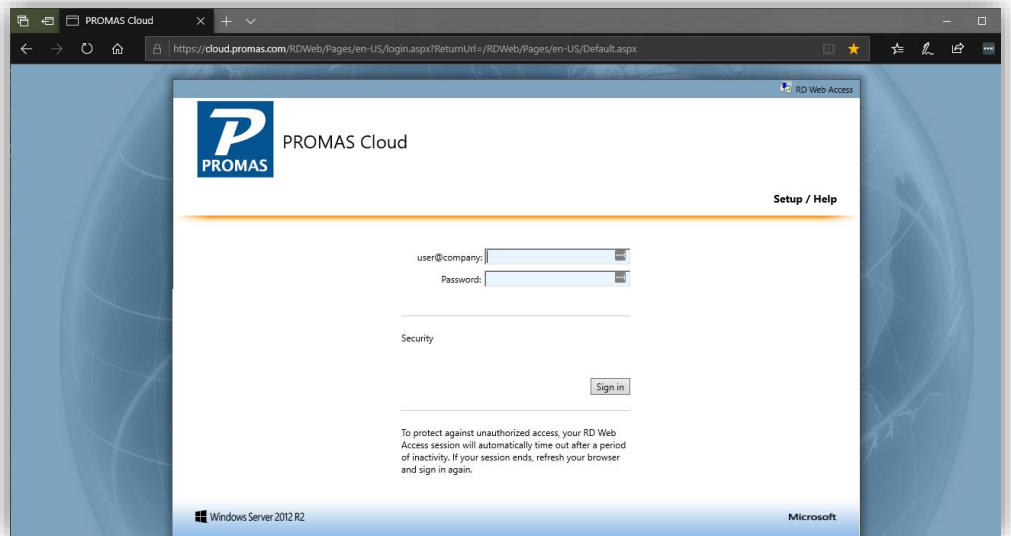 PROMAS Cloud
https://cloud.promas.com/RDWeb/Pages/en-US/login.aspx?ReturnUrl=/RDWeb/Pages/en-US/Default.aspx
RD Web Access
P
PROMAS
PROMAS Cloud
Setup / Help
user@company:
Password:
Security
Sign in
To protect against unauthorized access, your RD Web
Access session will automatically time out after a period
of inactivity. If your session ends, refresh your browser
and sign in again.
Windows Server 2012 R2
Microsoft